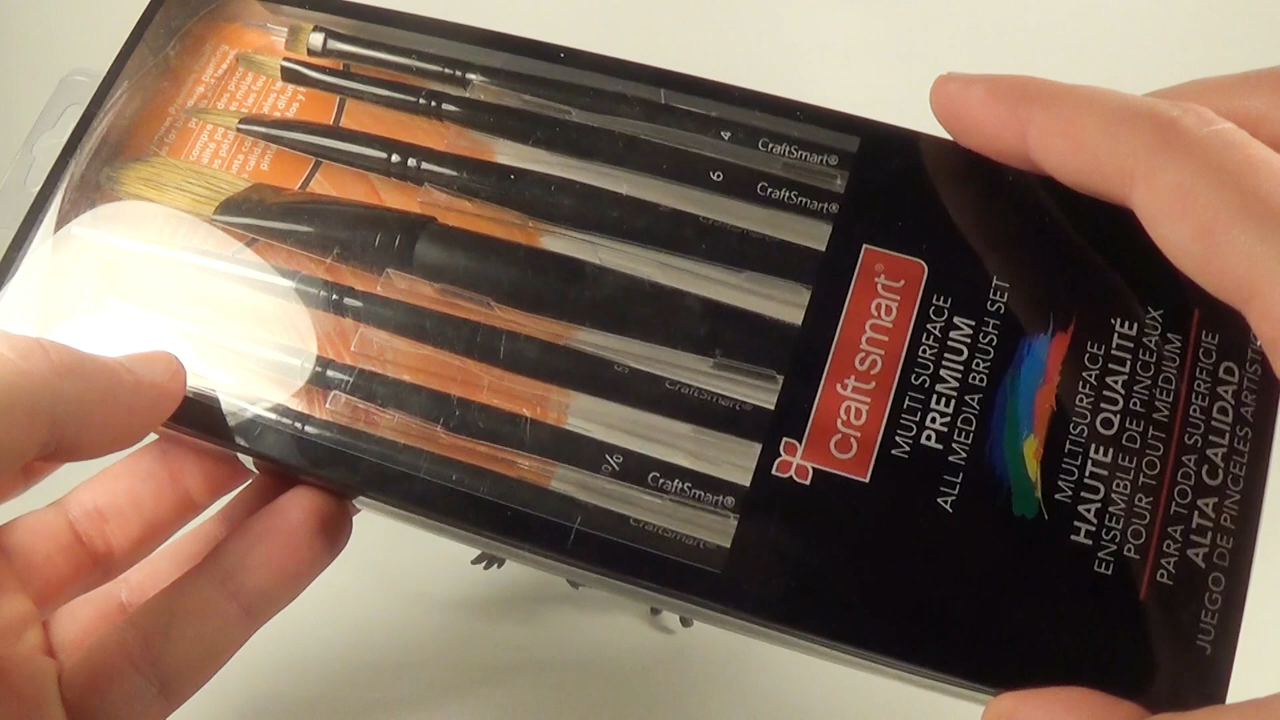 4 CraftSmart®
6 CraftSmart®
CraftSmart®
CraftSmart®
CraftSmart®
craft smart®
MULTI SURFACE
PREMIUM
ALL MEDIA BRUSH SET
MULTISURFACE
HAUTE QUALITÉ
ENSEMBLE DE PINCEAUX
POUR TOUT MÉDIUM
PARA TODA SUPERFICIE
ALTA CALIDAD
JUEGO DE PINCELES